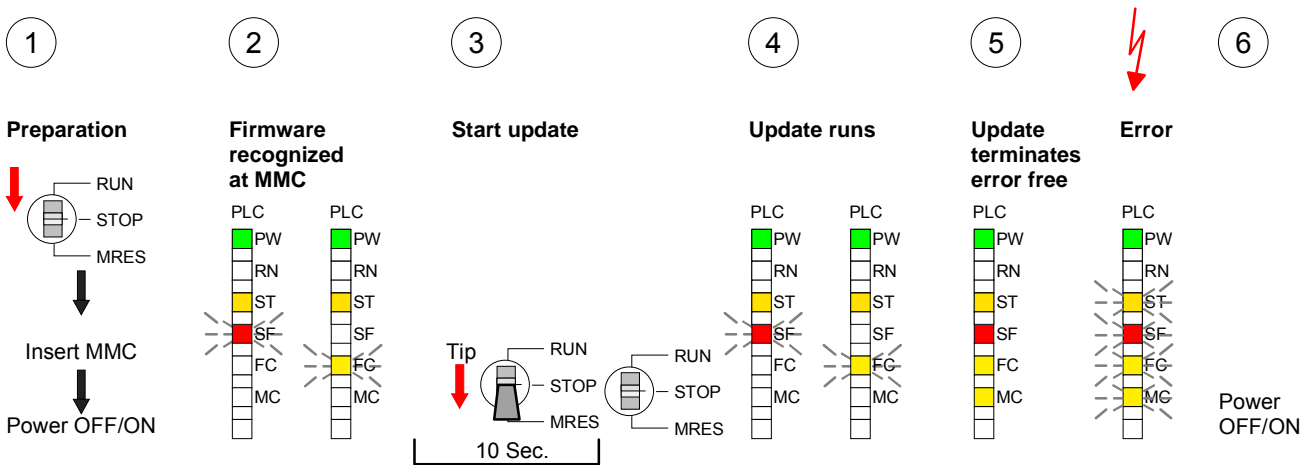 1
2
3
4
5
6
Preparation
RUN
STOP
MRES
Insert MMC
Power OFF/ON
Firmware
recognized
at MMC
PLC
PW
RN
ST
SF
FC
MC
PLC
PW
RN
ST
SF
FC
MC
Start update
Tip
RUN
STOP
MRES
10 Sec.
RUN
STOP
MRES
Update runs
PLC
PW
RN
ST
SF
FC
MC
PLC
PW
RN
ST
SF
FC
MC
Update
terminates
error free
PLC
PW
RN
ST
SF
FC
MC
Error
PLC
PW
RN
ST
SF
FC
MC
Power
OFF/ON